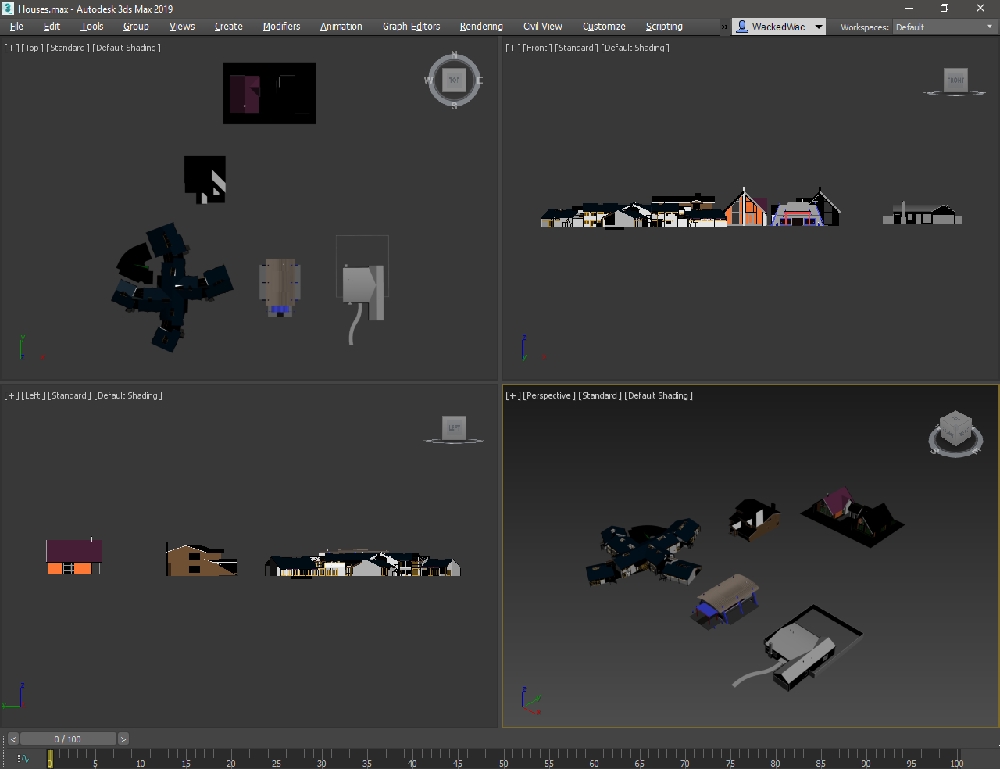 Houses.max - Autodesk 3ds Max 2019
File Edit Tools Group Views Create Modifiers Animation Graph Editors Rendering Civil View Customize Scripting » WackedWac Workspaces: Default
[+] [Top] [Standard] [Default Shading]
[+] [Front] [Standard] [Default Shading]
N
W TOP E
S
FRONT
[+] [Left] [Standard] [Default Shading]
[+] [Perspective] [Standard] [Default Shading]
LEFT
< 0 / 100 >
0 5 10 15 20 25 30 35 40 45 50 55 60 65 70 75 80 85 90 95 100